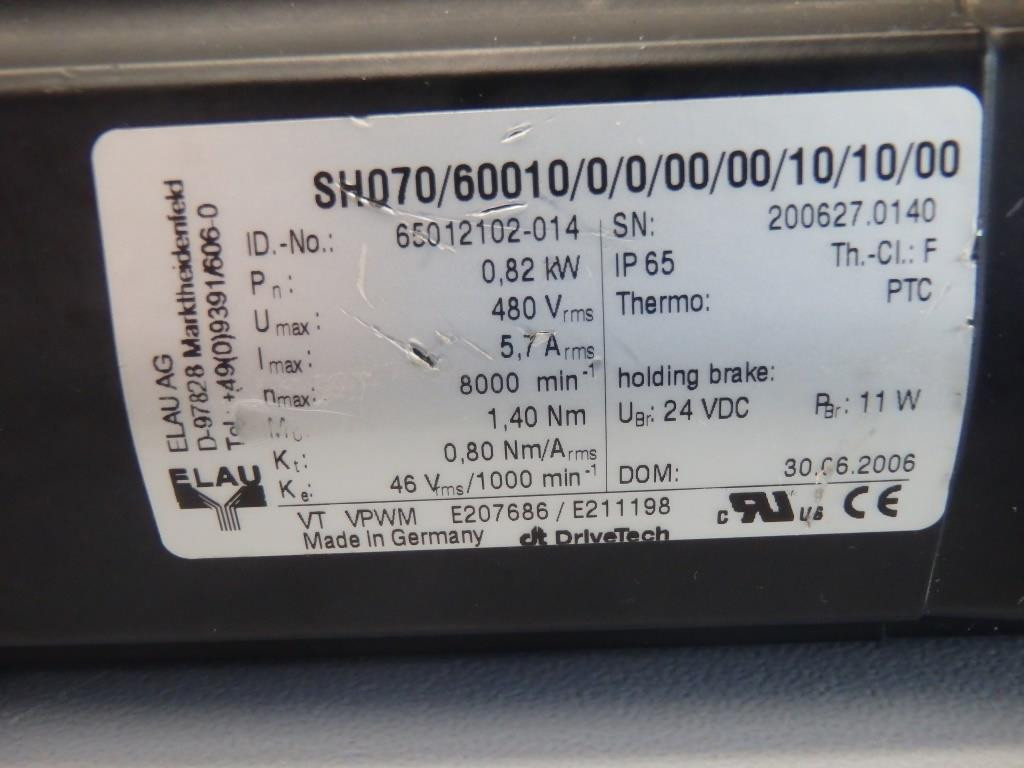 SH070/60010/0/0/00/00/10/10/00
ID.-No.: 65012102-014
Pn: 0,82 kW
Umax: 480 Vrms
Imax: 5,7 Arms
nmax: 8000 min-1
1,40 Nm
Kt: 0,80 Nm/Arms
Ke: 46 Vrms/1000 min-1
SN: 200627.0140
IP 65 Th.-Cl.: F
Thermo: PTC
holding brake:
UBr: 24 VDC PBr: 11 W
DOM: 30.06.2006
VT VPWM E207686 / E211198
Made in Germany dt DriveTech
c RU us CE
ELAU AG
D-97828 Marktheidenfeld
Tel.: +49(0)9391/606-0
ELAU